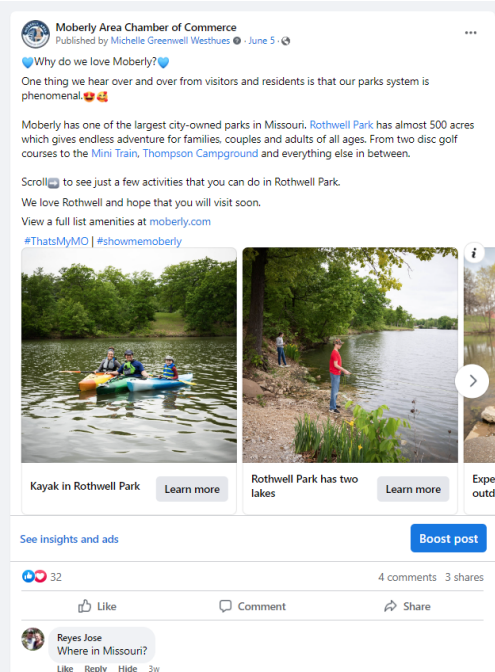 Moberly Area Chamber of Commerce
Published by Michelle Greenwell Westhues · June 5 ·
💙Why do we love Moberly?💙
One thing we hear over and over from visitors and residents is that our parks system is
phenomenal.🤩🥰
Moberly has one of the largest city-owned parks in Missouri. Rothwell Park has almost 500 acres
which gives endless adventure for families, couples and adults of all ages. From two disc golf
courses to the Mini Train, Thompson Campground and everything else in between.
Scroll➡️ to see just a few activities that you can do in Rothwell Park.
We love Rothwell and hope that you will visit soon.
View a full list amenities at moberly.com
#ThatsMyMO | #showmemoberly
Kayak in Rothwell Park
Learn more
Rothwell Park has two
lakes
Learn more
Expe
outd
See insights and ads
Boost post
32
4 comments 3 shares
Like
Comment
Share
Reyes Jose
Where in Missouri?
Like Reply Hide 3w